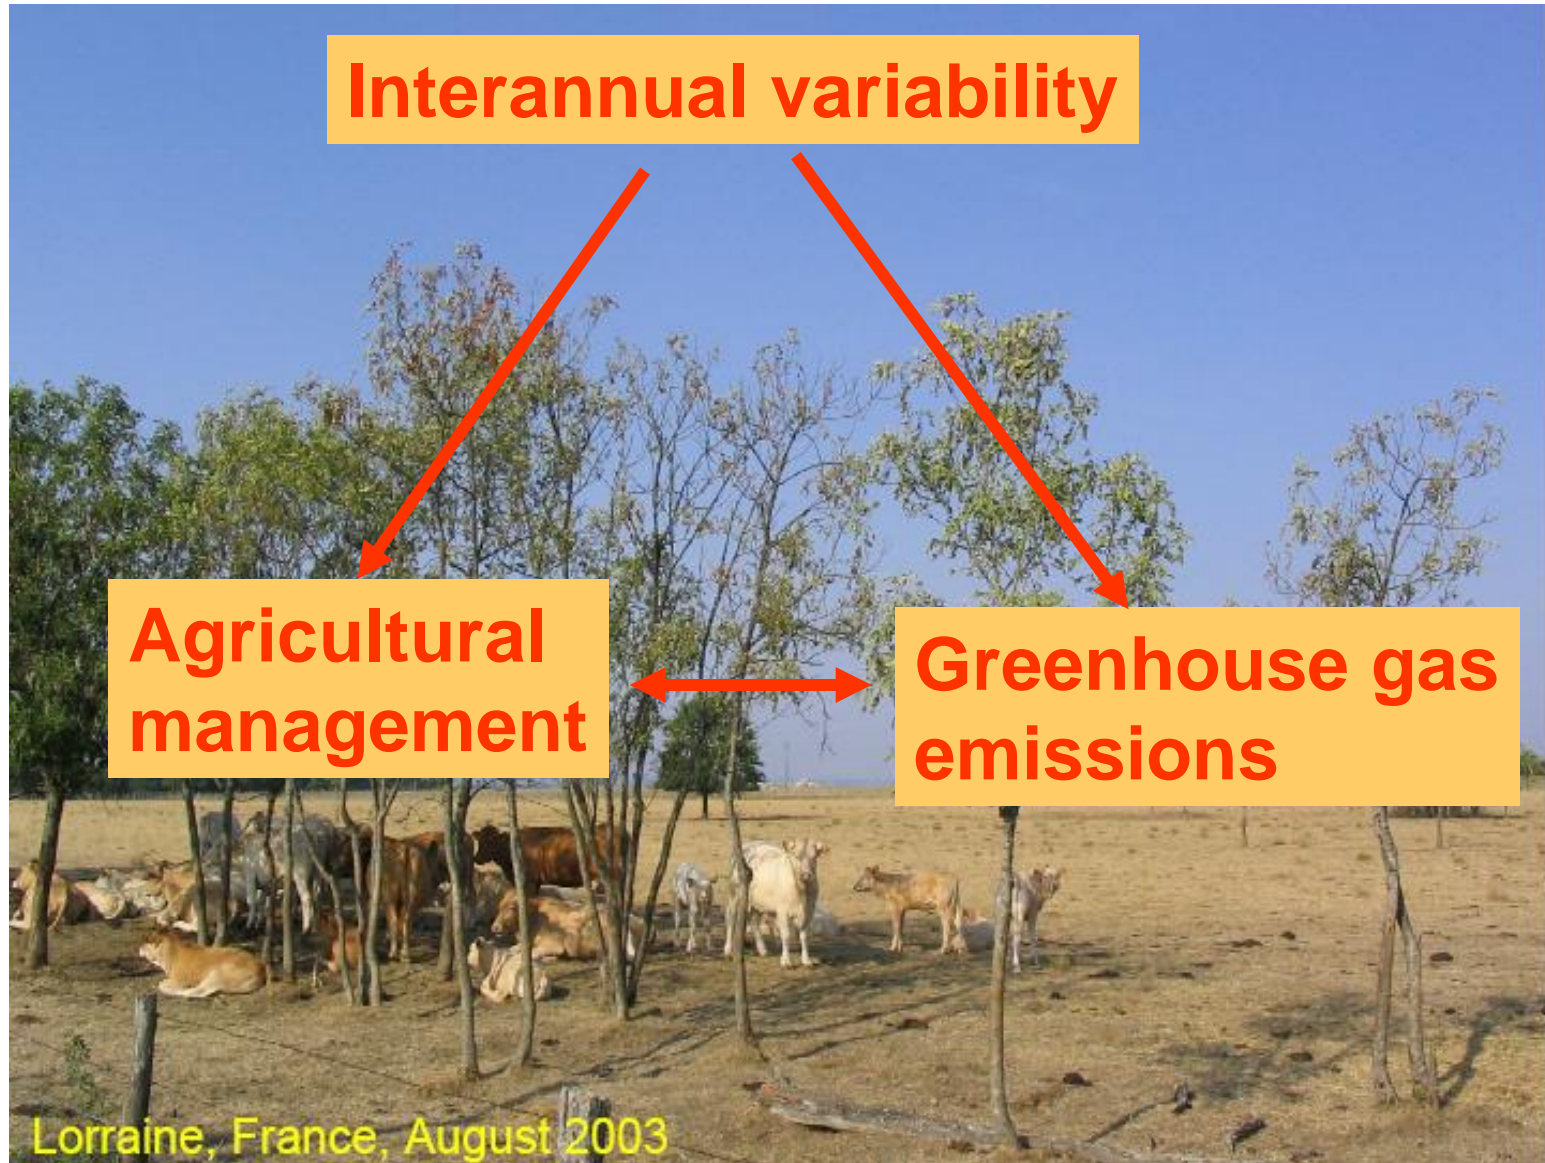 Interannual variability
Agricultural
management
Greenhouse gas
emissions
Lorraine, France, August 2003